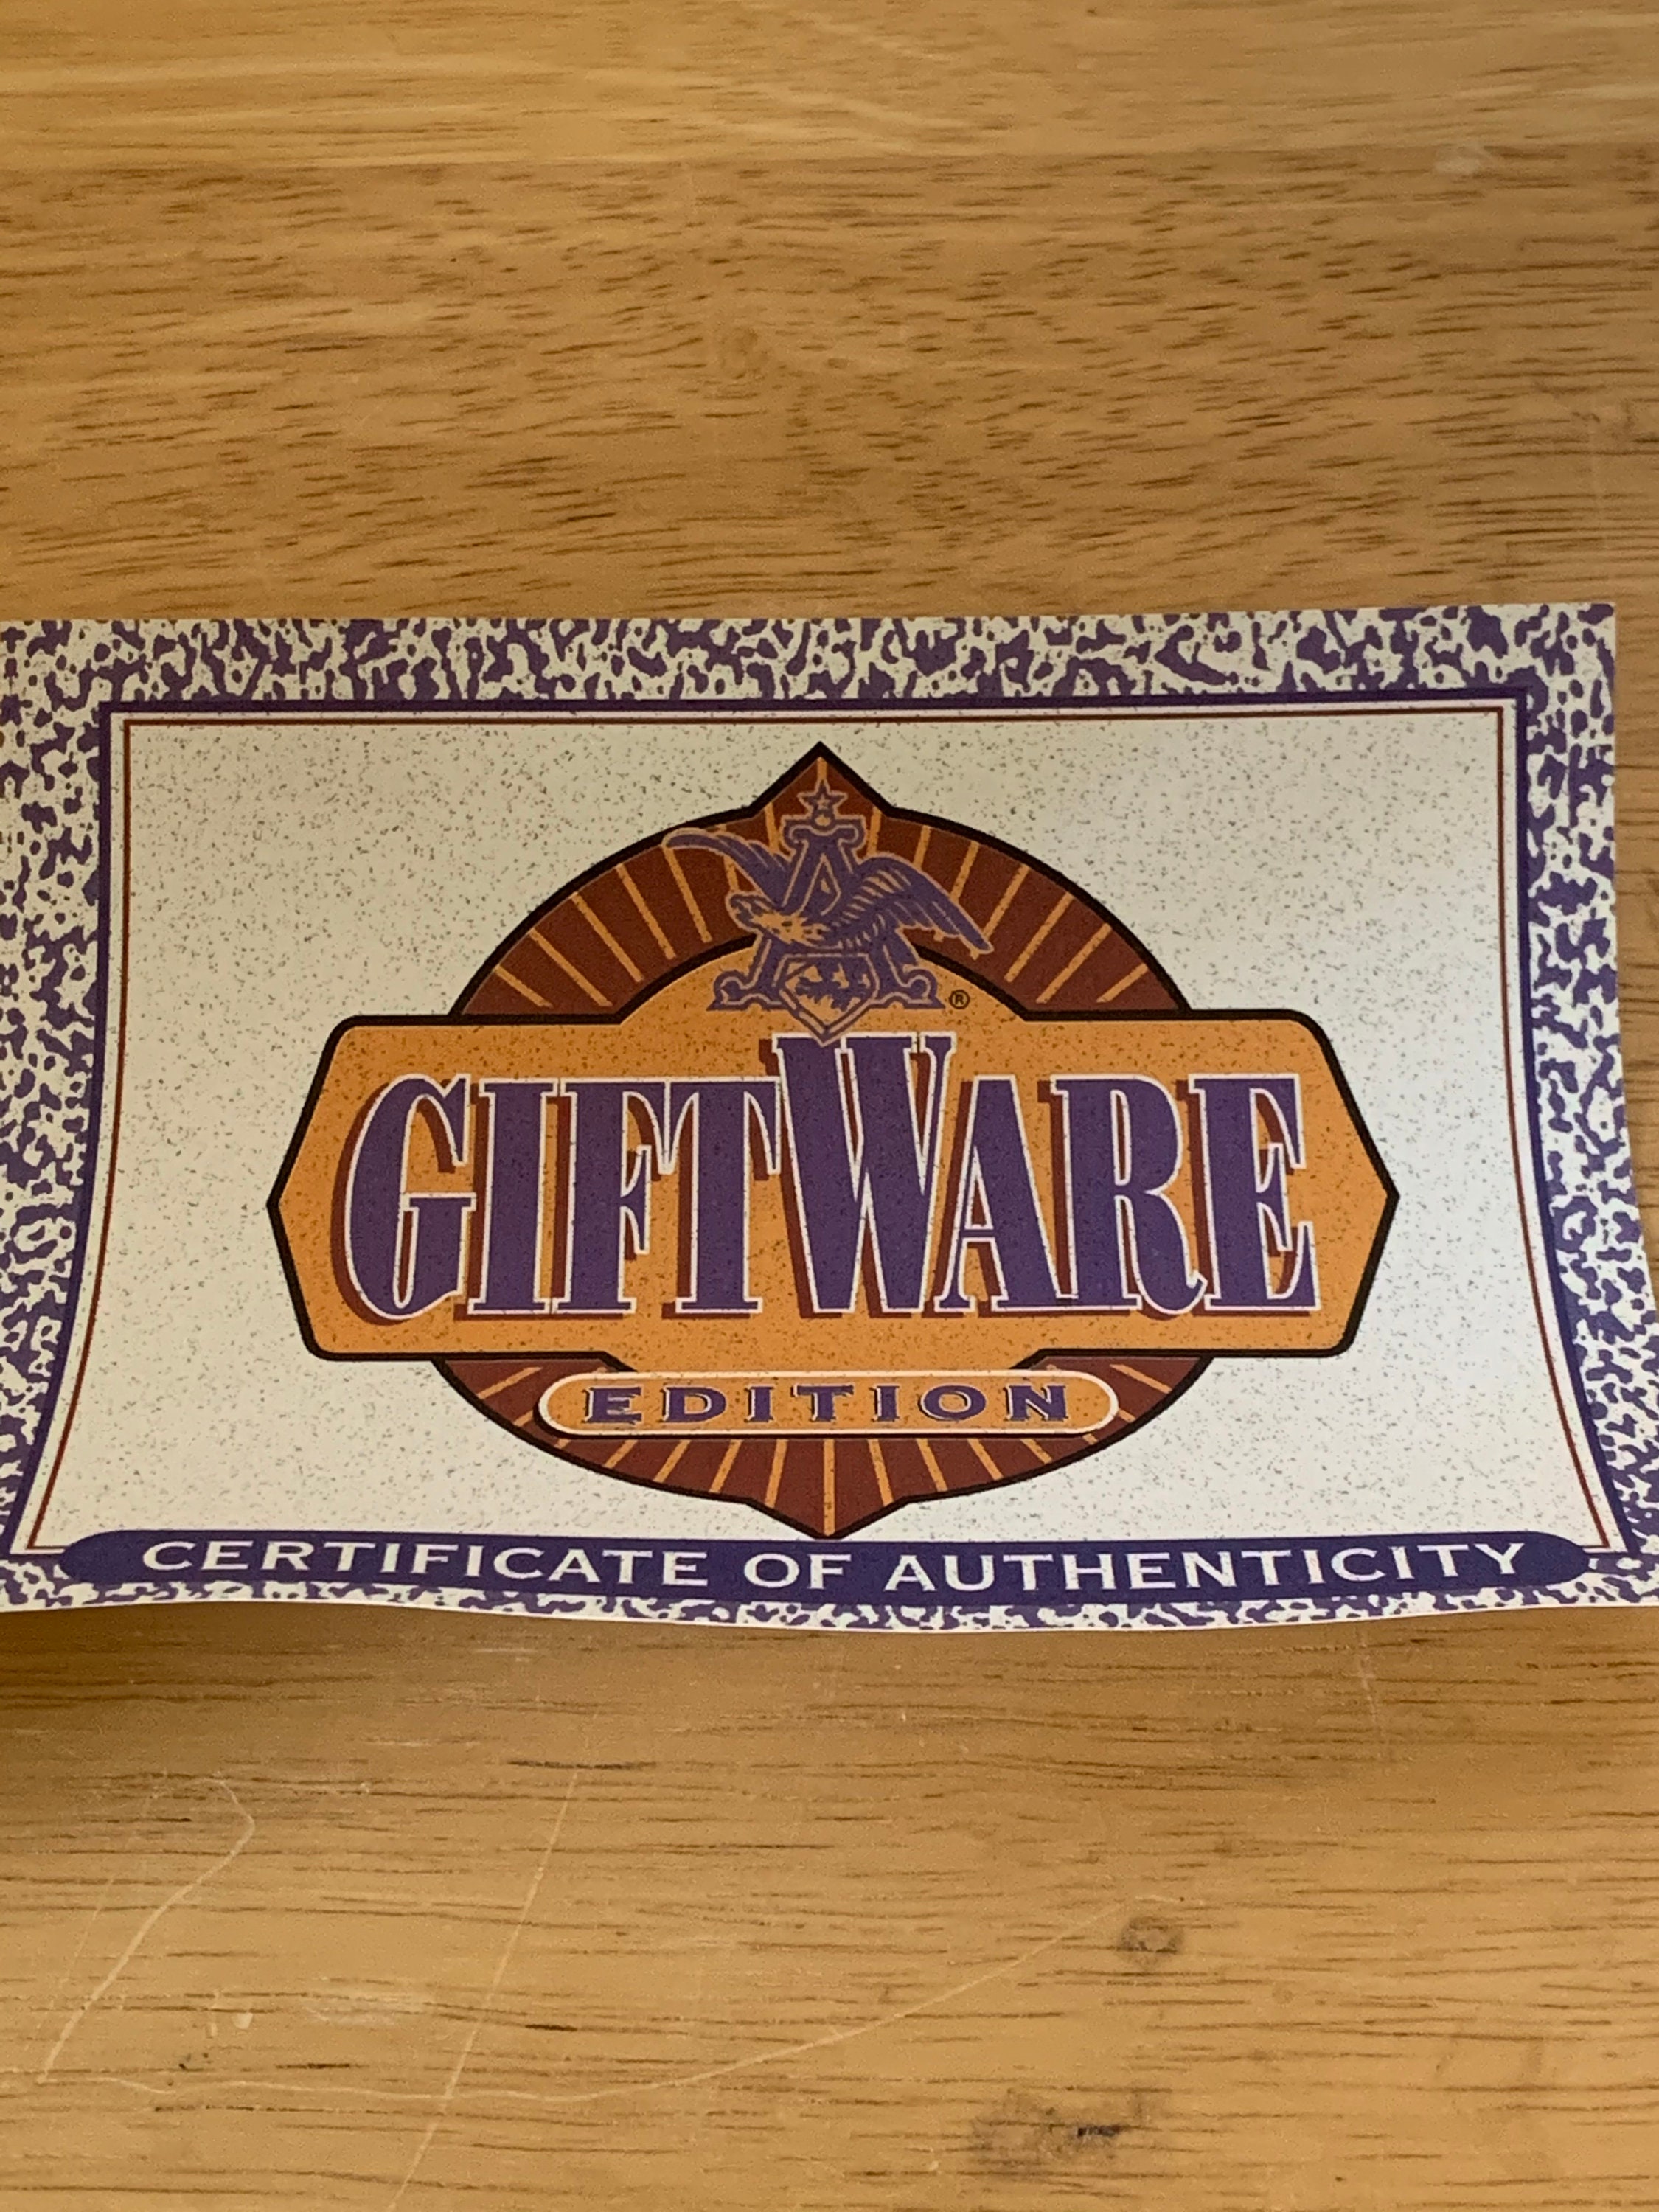 A
®
GIFTWARE
EDITION
CERTIFICATE OF AUTHENTICITY